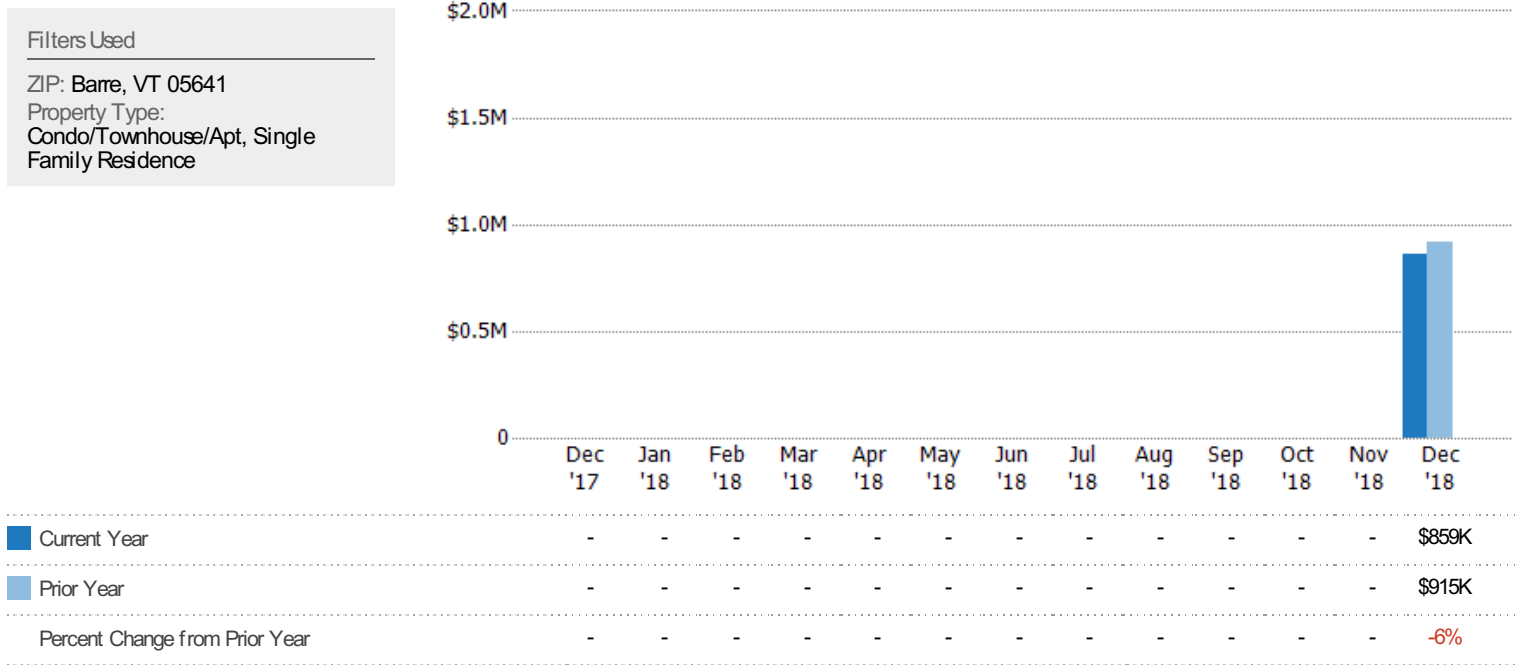 Filters Used
ZIP: Barre, VT 05641
Property Type:
Condo/Townhouse/Apt, Single
Family Residence
$2.0M
$1.5M
$1.0M
$0.5M
0
Dec Jan Feb Mar Apr May Jun Jul Aug Sep Oct Nov Dec
'17 '18 '18 '18 '18 '18 '18 '18 '18 '18 '18 '18 '18
Current Year - - - - - - - - - - - - $859K
Prior Year - - - - - - - - - - - - $915K
Percent Change from Prior Year - - - - - - - - - - - - -6%